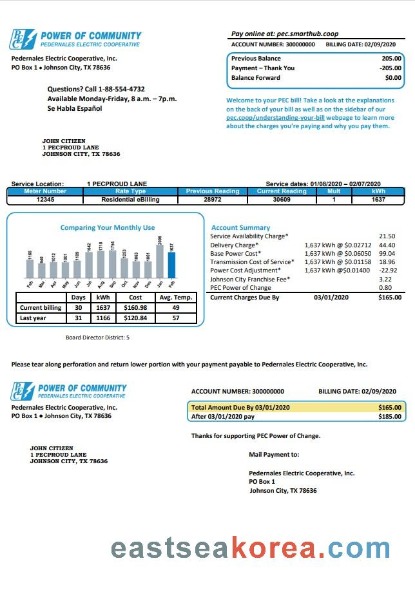 POWER OF COMMUNITY
PEDERNALES ELECTRIC COOPERATIVE
Pedernales Electric Cooperative, Inc.
PO Box 1 • Johnson City, TX 78636
Questions? Call 1-88-554-4732
Available Monday-Friday, 8 a.m. – 7p.m.
Se Habla Español
JOHN CITIZEN
1 PECPROUD LANE
JOHNSON CITY, TX 78636
Pay online at: pec.smarthub.coop
ACCOUNT NUMBER: 300000000 BILLING DATE: 02/09/2020
Previous Balance 205.00
Payment – Thank You -205.00
Balance Forward $0.00
Welcome to your PEC bill! Take a look at the explanations
on the back of your bill as well as on the sidebar of our
pec.coop/understanding-your-bill webpage to learn more
about the charges you're paying and why you pay them.
Service Location: 1 PECPROUD LANE Service dates: 01/08/2020 – 02/07/2020
Meter Number Rate Type Previous Reading Current Reading Mult kWh
12345 Residential eBilling 28972 30609 1 1637
Comparing Your Monthly Use
Feb Mar Apr May Jun Jul Aug Sep Oct Nov Dec Jan Feb
Days kWh Cost Avg. Temp.
Current billing 30 1637 $160.98 49
Last year 31 1166 $120.84 57
Board Director District: 5
Account Summary
Service Availability Charge* 21.50
Delivery Charge* 1,637 kWh @$0.02712 44.40
Base Power Cost* 1,637 kWh @$0.06050 99.04
Transmission Cost of Service* 1,637 kWh @$0.01158 18.96
Power Cost Adjustment* 1,637 kWh @$0.01400 -22.92
Johnson City Franchise Fee* 3.22
PEC Power of Change 0.80
Current Charges Due By 03/01/2020 $165.00
Please tear along perforation and return lower portion with your payment payable to Pedernales Electric Cooperative, Inc.
POWER OF COMMUNITY
PEDERNALES ELECTRIC COOPERATIVE
Pedernales Electric Cooperative, Inc.
PO Box 1 • Johnson City, TX 78636
JOHN CITIZEN
1 PECPROUD LANE
JOHNSON CITY, TX 78636
ACCOUNT NUMBER: 300000000 BILLING DATE: 02/09/2020
Total Amount Due By 03/01/2020 $165.00
After 03/01/2020 pay $185.00
Thanks for supporting PEC Power of Change.
Mail Payment to:
Pedernales Electric Cooperative, Inc.
PO Box 1
Johnson City, TX 78636
eastseakorea.com